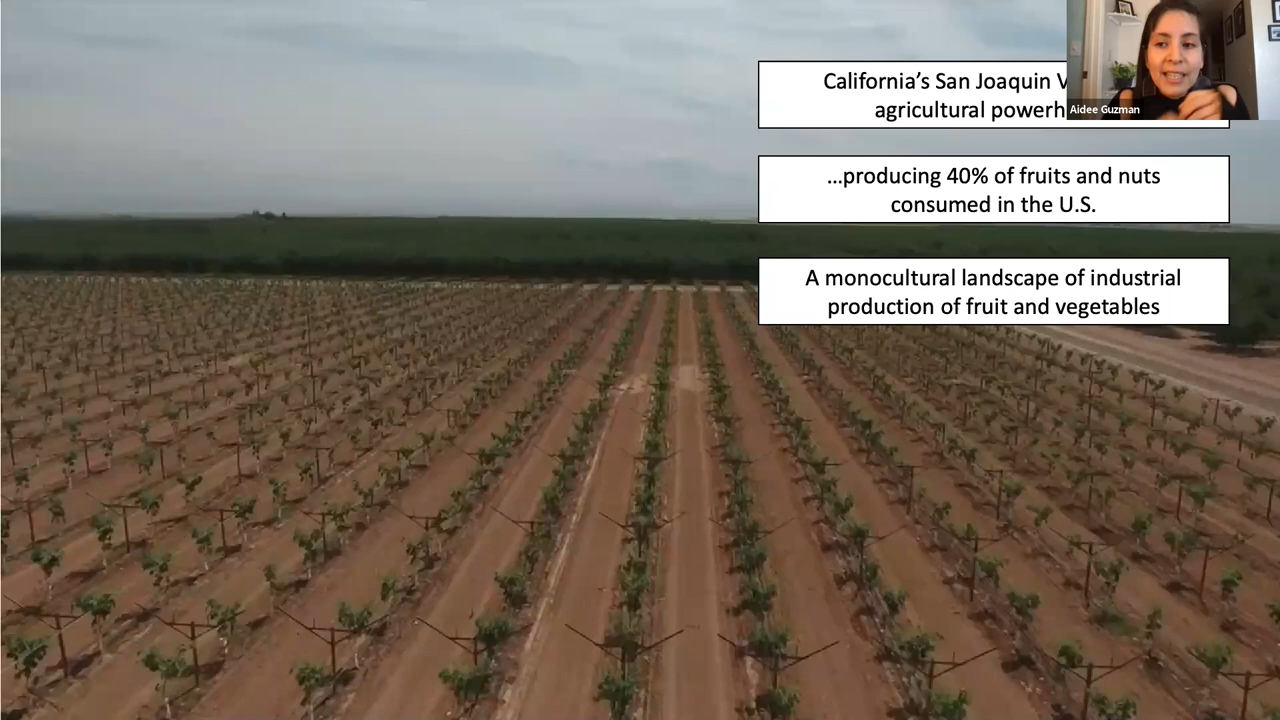 California's San Joaquin
agricultural
Aidee Guzman
...producing 40% of fruits and nuts
consumed in the U.S.
A monocultural landscape of industrial
production of fruit and vegetables